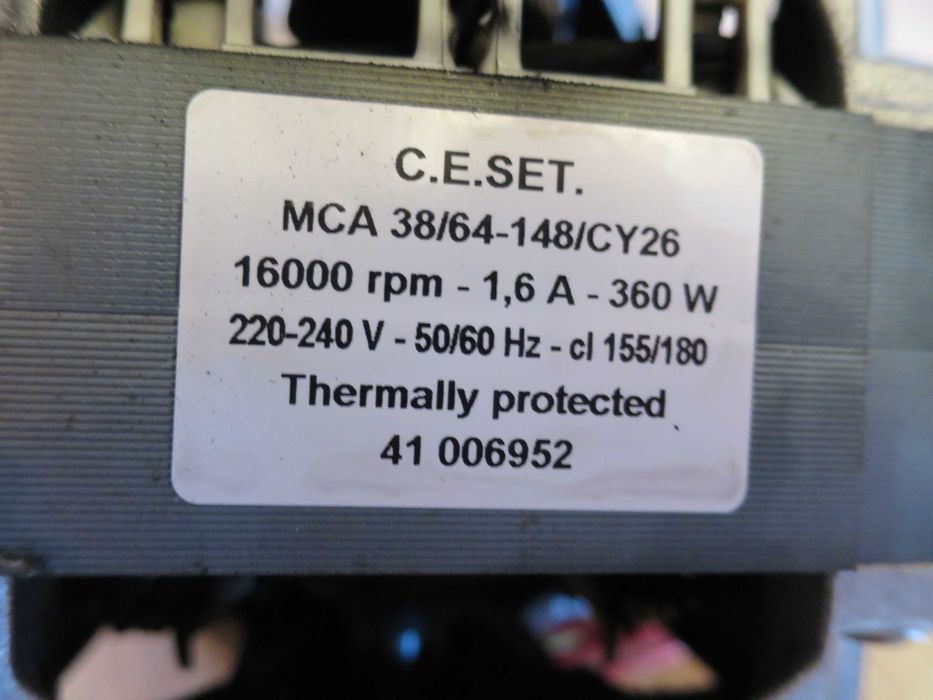 C.E.SET.
MCA 38/64-148/CY26
16000 rpm - 1,6 A - 360 W
220-240 V - 50/60 Hz - cl 155/180
Thermally protected
41 006952